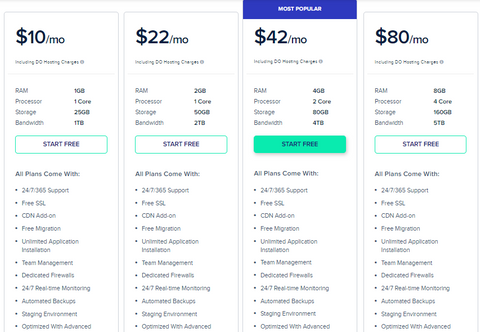 MOST POPULAR
$10/mo
Including DO Hosting Charges
RAM 1GB
Processor 1 Core
Storage 25GB
Bandwidth 1TB
START FREE
All Plans Come With:
• 24/7/365 Support
• Free SSL
• CDN Add-on
• Free Migration
• Unlimited Application
Installation
• Team Management
• Dedicated Firewalls
• 24/7 Real-time Monitoring
• Automated Backups
• Staging Environment
• Optimized With Advanced
$22/mo
Including DO Hosting Charges
RAM 2GB
Processor 1 Core
Storage 50GB
Bandwidth 2TB
START FREE
All Plans Come With:
• 24/7/365 Support
• Free SSL
• CDN Add-on
• Free Migration
• Unlimited Application
Installation
• Team Management
• Dedicated Firewalls
• 24/7 Real-time Monitoring
• Automated Backups
• Staging Environment
• Optimized With Advanced
$42/mo
Including DO Hosting Charges
RAM 4GB
Processor 2 Core
Storage 80GB
Bandwidth 4TB
START FREE
All Plans Come With:
• 24/7/365 Support
• Free SSL
• CDN Add-on
• Free Migration
• Unlimited Application
Installation
• Team Management
• Dedicated Firewalls
• 24/7 Real-time Monitoring
• Automated Backups
• Staging Environment
• Optimized With Advanced
$80/mo
Including DO Hosting Charges
RAM 8GB
Processor 4 Core
Storage 160GB
Bandwidth 5TB
START FREE
All Plans Come With:
• 24/7/365 Support
• Free SSL
• CDN Add-on
• Free Migration
• Unlimited Application
Installation
• Team Management
• Dedicated Firewalls
• 24/7 Real-time Monitoring
• Automated Backups
• Staging Environment
• Optimized With Advanced